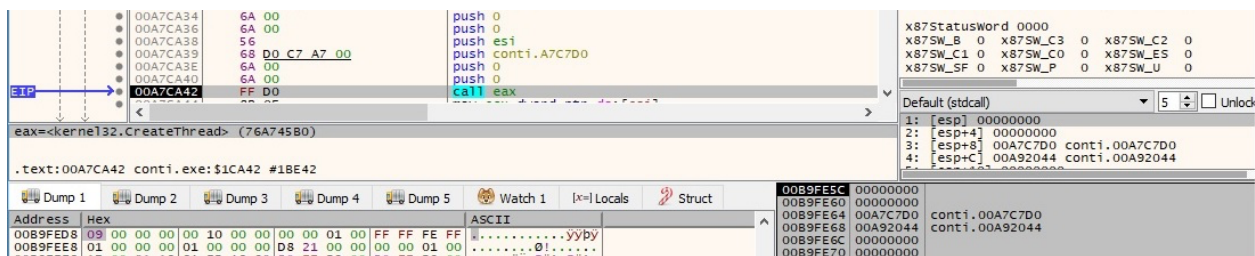 00A7CA34 6A 00 push 0
00A7CA36 6A 00 push 0
00A7CA38 56 push esi
00A7CA39 68 D0 C7 A7 00 push conti.A7C7D0
00A7CA3E 6A 00 push 0
00A7CA40 6A 00 push 0
EIP 00A7CA42 FF D0 call eax
eax=<kernel32.CreateThread> (76A745B0)
.text:00A7CA42 conti.exe:$1CA42 #1BE42
x87StatusWord 0000
x87SW_B 0 x87SW_C3 0 x87SW_C2 0
x87SW_C1 0 x87SW_C0 0 x87SW_ES 0
x87SW_SF 0 x87SW_P 0 x87SW_U 0
Default (stdcall) 5 Unlock
1: [esp] 00000000
2: [esp+4] 00000000
3: [esp+8] 00A7C7D0 conti.00A7C7D0
4: [esp+C] 00A92044 conti.00A92044
Dump 1 Dump 2 Dump 3 Dump 4 Dump 5 Watch 1 [x=] Locals Struct
Address Hex ASCII
00B9FED8 09 00 00 00 00 10 00 00 00 00 01 00 FF FF FE FF ............ÿÿþÿ
00B9FEE8 01 00 00 00 01 00 00 00 D8 21 00 00 00 00 01 00 ........Ø!......
00B9FE5C 00000000
00B9FE60 00000000
00B9FE64 00A7C7D0 conti.00A7C7D0
00B9FE68 00A92044 conti.00A92044
00B9FE6C 00000000
00B9FE70 00000000